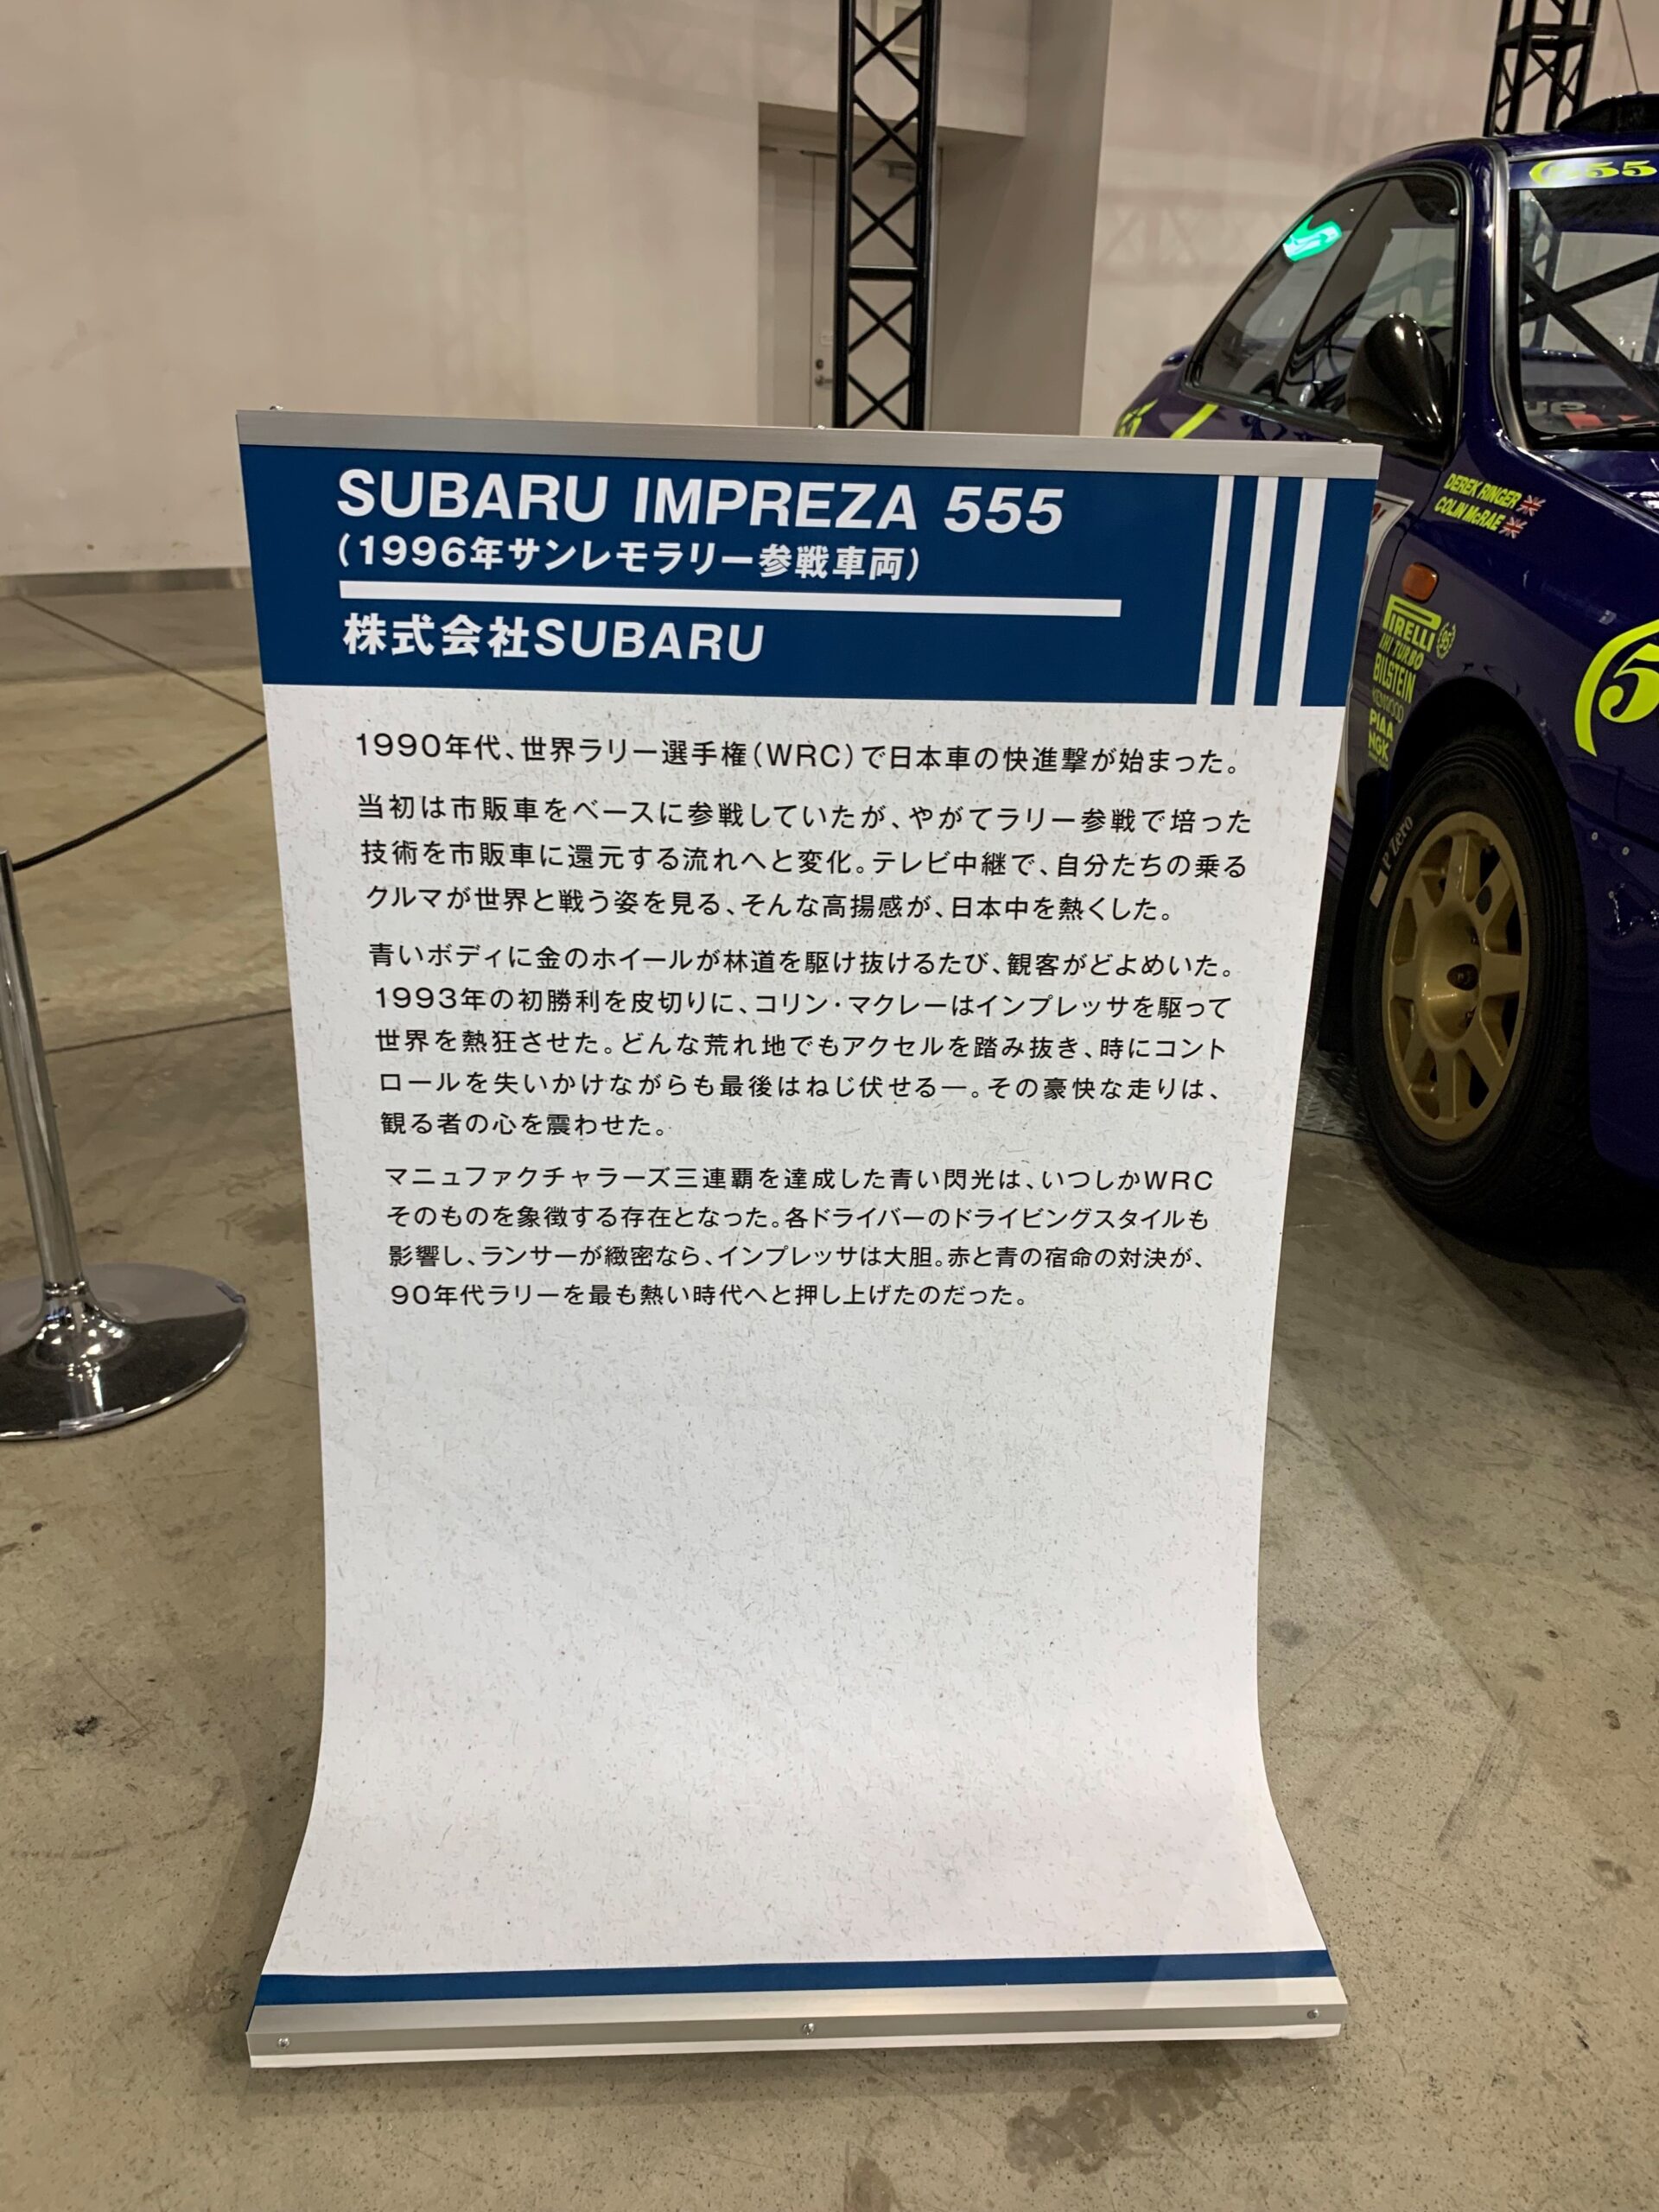 SUBARU IMPREZA 555
(1996年サンレモラリー参戦車両)
株式会社SUBARU
1990年代、世界ラリー選手権(WRC)で日本車の快進撃が始まった。
当初は市販車をベースに参戦していたが、やがてラリー参戦で培った
技術を市販車に還元する流れへと変化。テレビ中継で、自分たちの乗る
クルマが世界と戦う姿を見る、そんな高揚感が、日本中を熱くした。
青いボディに金のホイールが林道を駆け抜けるたび、観客がどよめいた。
1993年の初勝利を皮切りに、コリン・マクレーはインプレッサを駆って
世界を熱狂させた。どんな荒れ地でもアクセルを踏み抜き、時にコント
ロールを失いかけながらも最後はねじ伏せる―。その豪快な走りは、
観る者の心を震わせた。
マニュファクチャラーズ三連覇を達成した青い閃光は、いつしかWRC
そのものを象徴する存在となった。各ドライバーのドライビングスタイルも
影響し、ランサーが緻密なら、インプレッサは大胆。赤と青の宿命の対決が、
90年代ラリーを最も熱い時代へと押し上げたのだった。
555
DEREK RINGER
COLIN McRAE
PIRELLI
IHI TURBO
BILSTEIN
KENWOOD
PIAA
NGK
P Zero
5